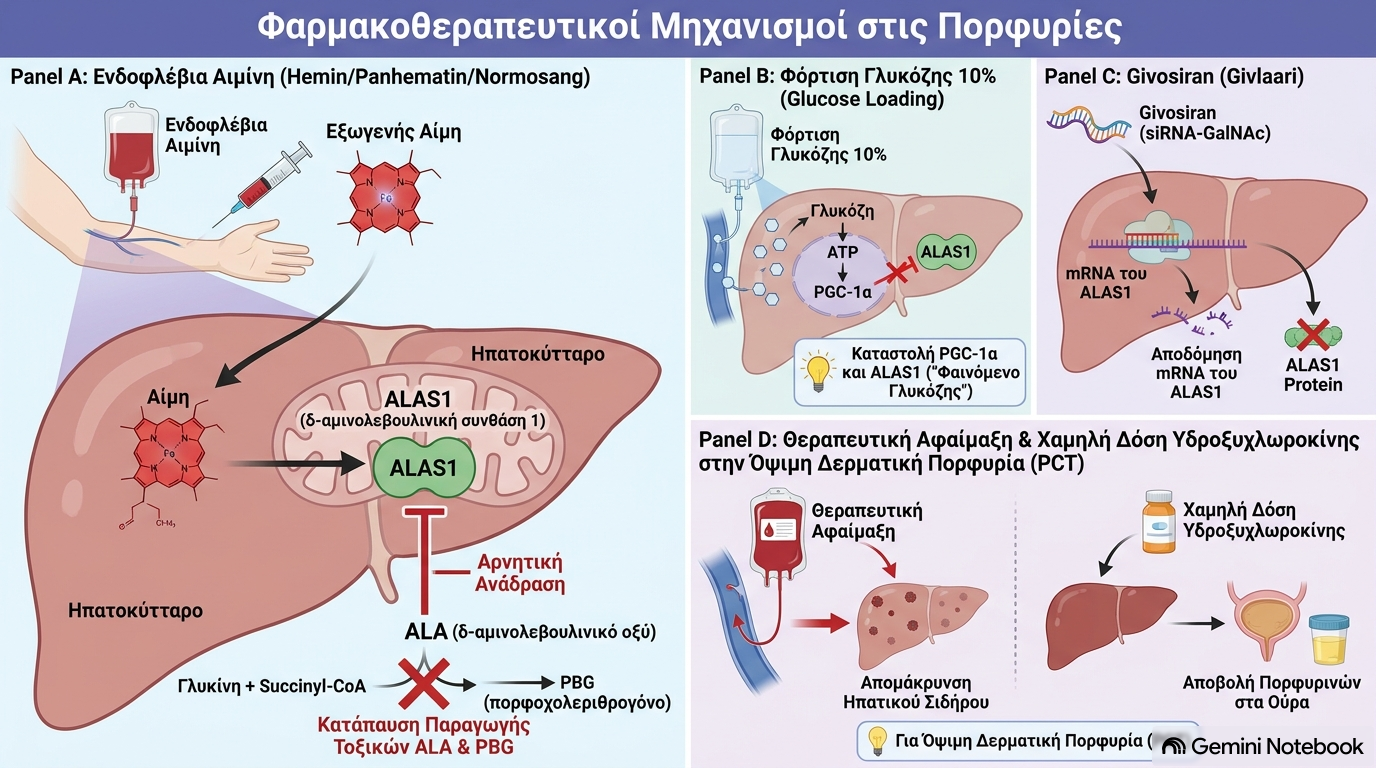 Φαρμακοθεραπευτικοί Μηχανισμοί στις Πορφυρίες
Panel A: Ενδοφλέβια Αιμίνη (Hemin/Panhematin/Normosang)
Ενδοφλέβια
Αιμίνη
Εξωγενής Αίμη
N
N
Fe
N
N
Ηπατοκύτταρο
Αίμη
N
N
Fe
N
N
ALAS1
(δ-αμινολεβουλινική συνθάση 1)
ALAS1
Αρνητική
Ανάδραση
Ηπατοκύτταρο
ALA (δ-αμινολεβουλινικό οξύ)
Γλυκίνη + Succinyl-CoA
PBG
(πορφοχολεριθρογόνο)
Κατάπαυση Παραγωγής
Τοξικών ALA & PBG
Panel B: Φόρτιση Γλυκόζης 10%
(Glucose Loading)
Φόρτιση
Γλυκόζης 10%
Γλυκόζη
ATP
PGC-1α
ALAS1
Καταστολή PGC-1α
και ALAS1 ("Φαινόμενο
Γλυκόζης")
Panel C: Givosiran (Givlaari)
Givosiran
(siRNA-GalNAc)
mRNA του
ALAS1
Αποδόμηση
mRNA του
ALAS1
ALAS1
Protein
Panel D: Θεραπευτική Αφαίμαξη & Χαμηλή Δόση Υδροξυχλωροκίνης
στην Όψιμη Δερματική Πορφυρία (PCT)
Θεραπευτική
Αφαίμαξη
Απομάκρυνση
Ηπατικού Σιδήρου
Χαμηλή Δόση
Υδροξυχλωροκίνης
Αποβολή Πορφυρινών
στα Ούρα
Για Όψιμη Δερματική Πορφυρία (
Gemini Notebook